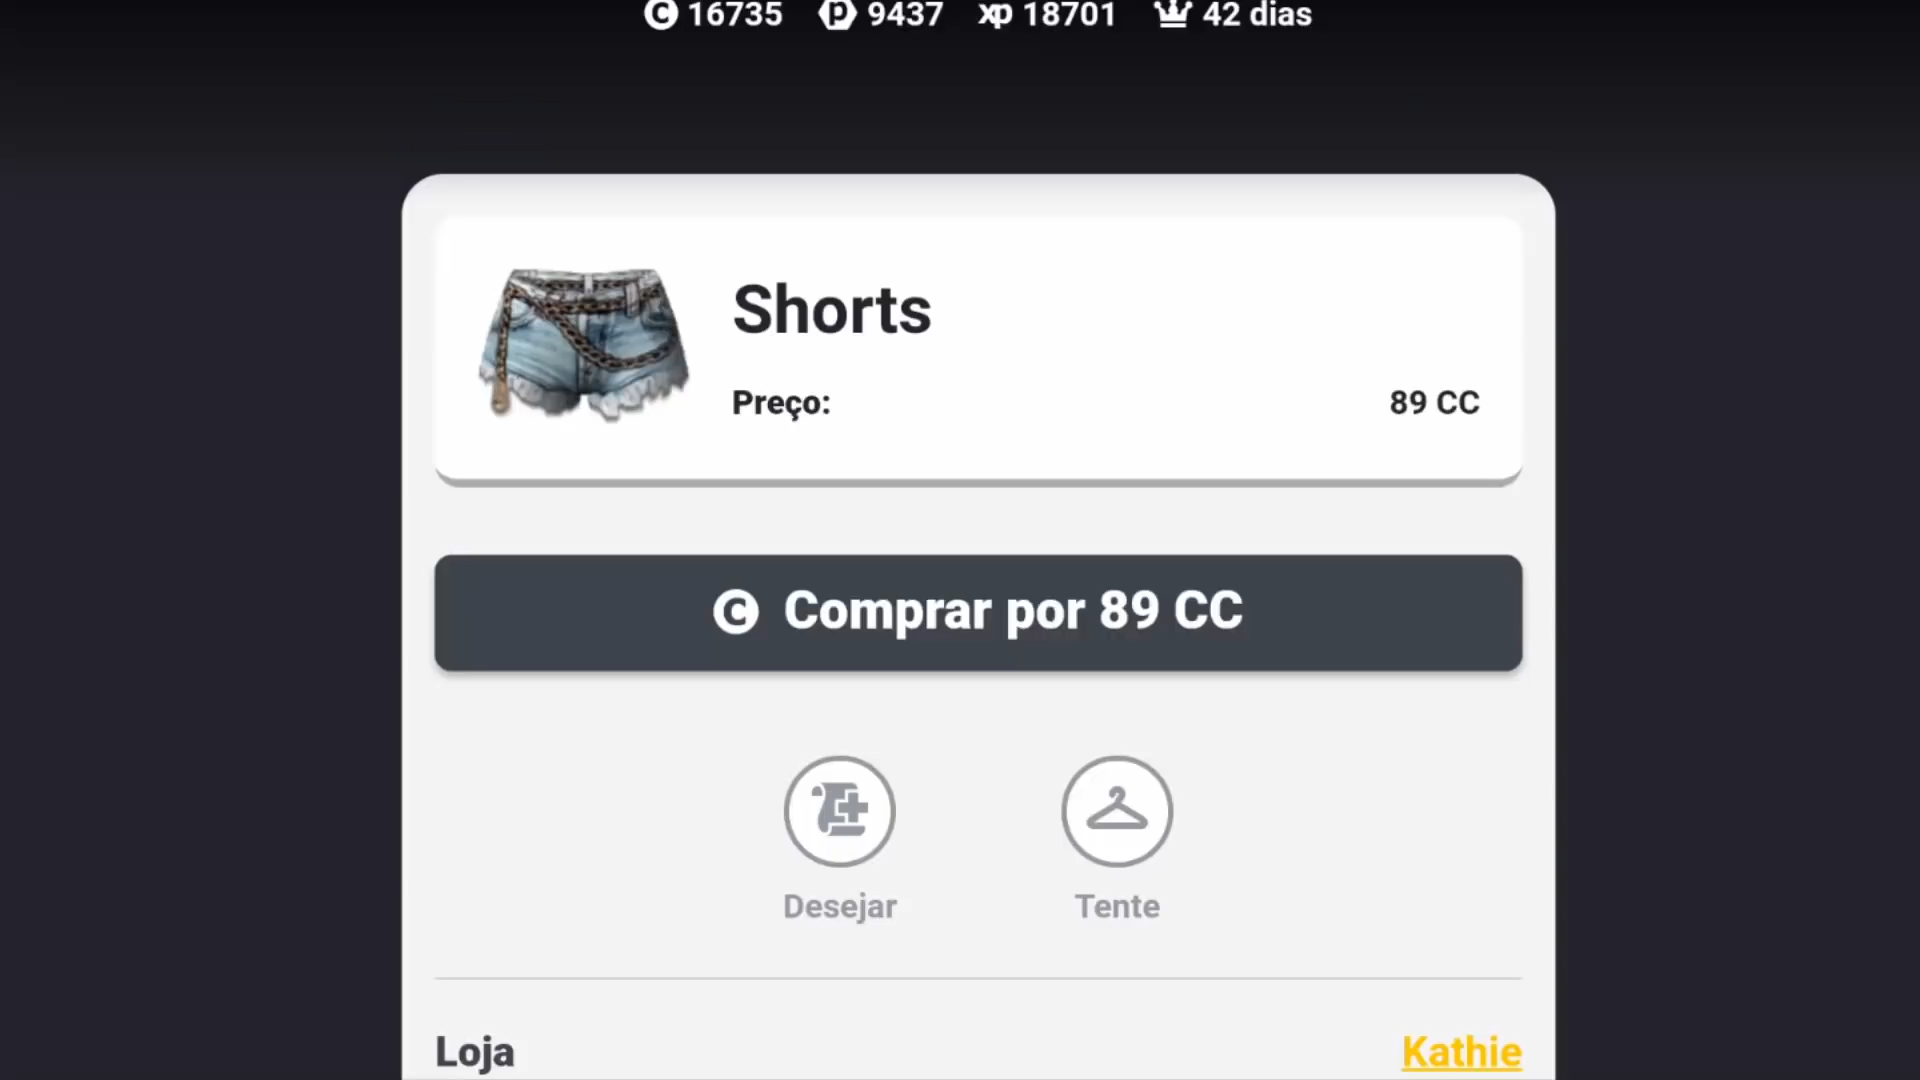 C 16735 p 9437 xp 18701 42 dias
Shorts
Preço: 89 CC
C Comprar por 89 CC
Desejar Tente
Loja Kathie